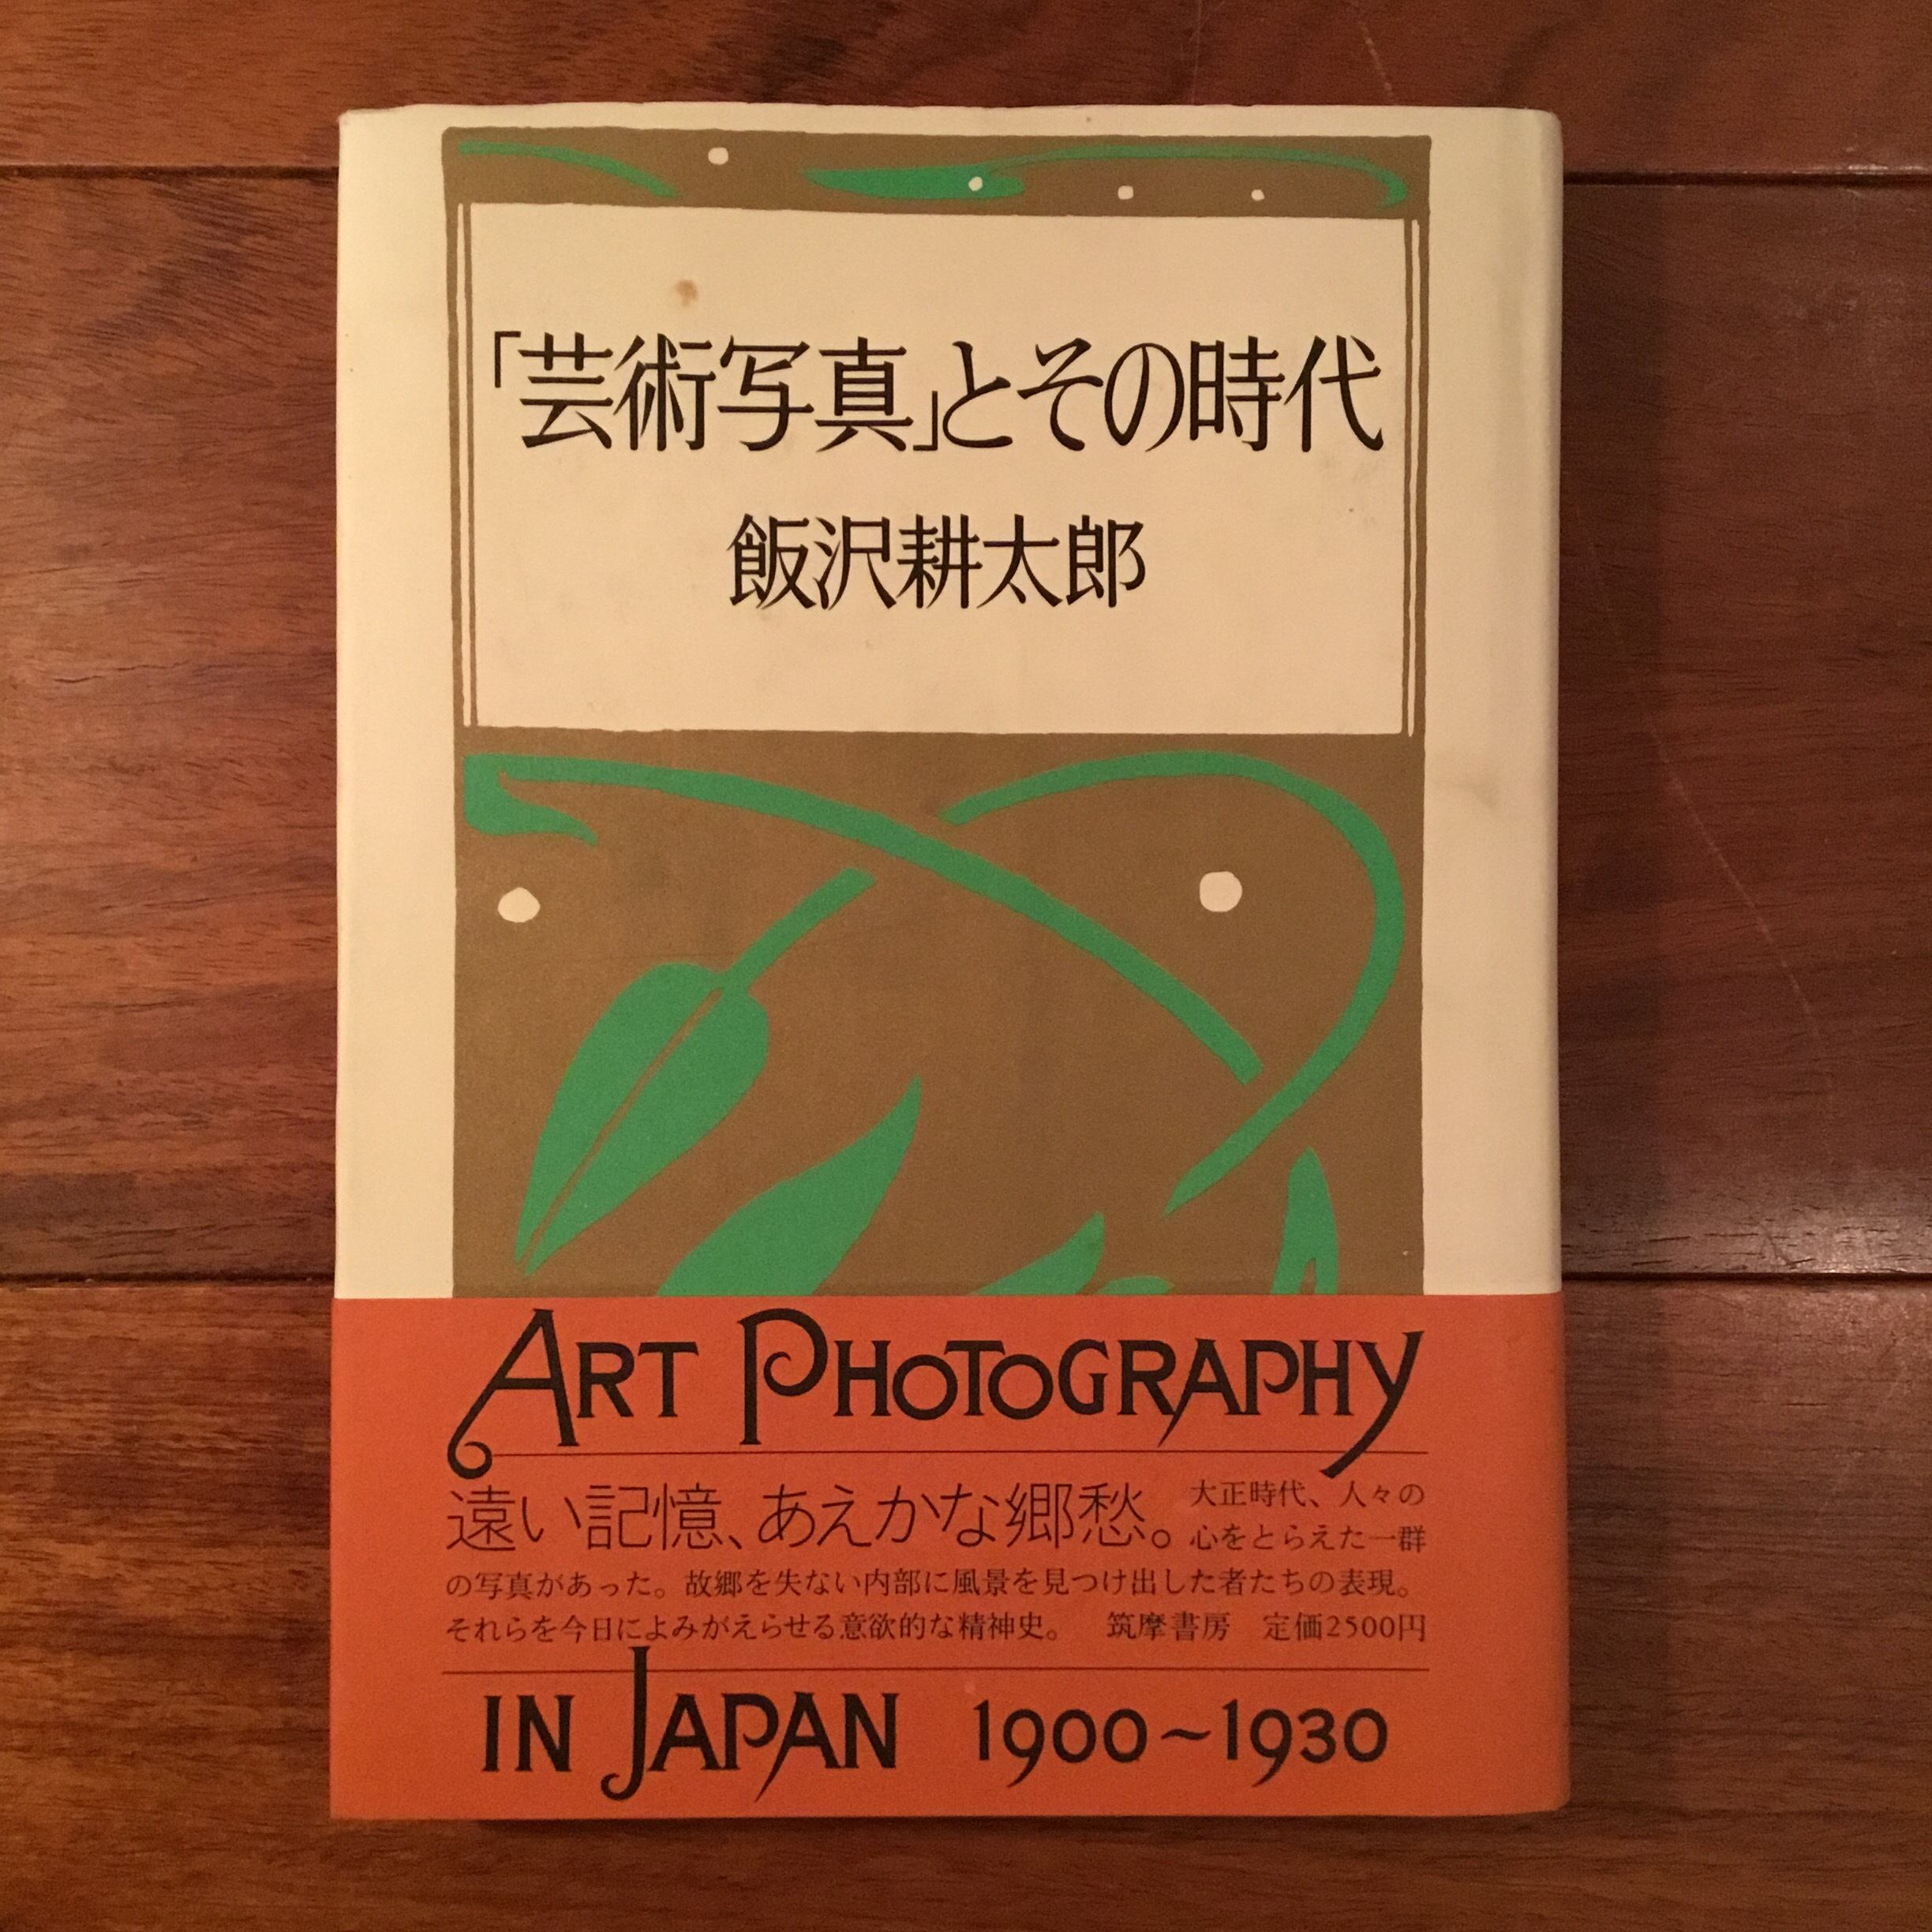 「芸術写真」とその時代
飯沢耕太郎
ART PHOTOGRAPHY
遠い記憶、あえかな郷愁。
大正時代、人々の
心をとらえた一群
の写真があった。故郷を失ない内部に風景を見つけ出した者たちの表現。
それらを今日によみがえらせる意欲的な精神史。 筑摩書房 定価2500円
IN JAPAN 1900~1930